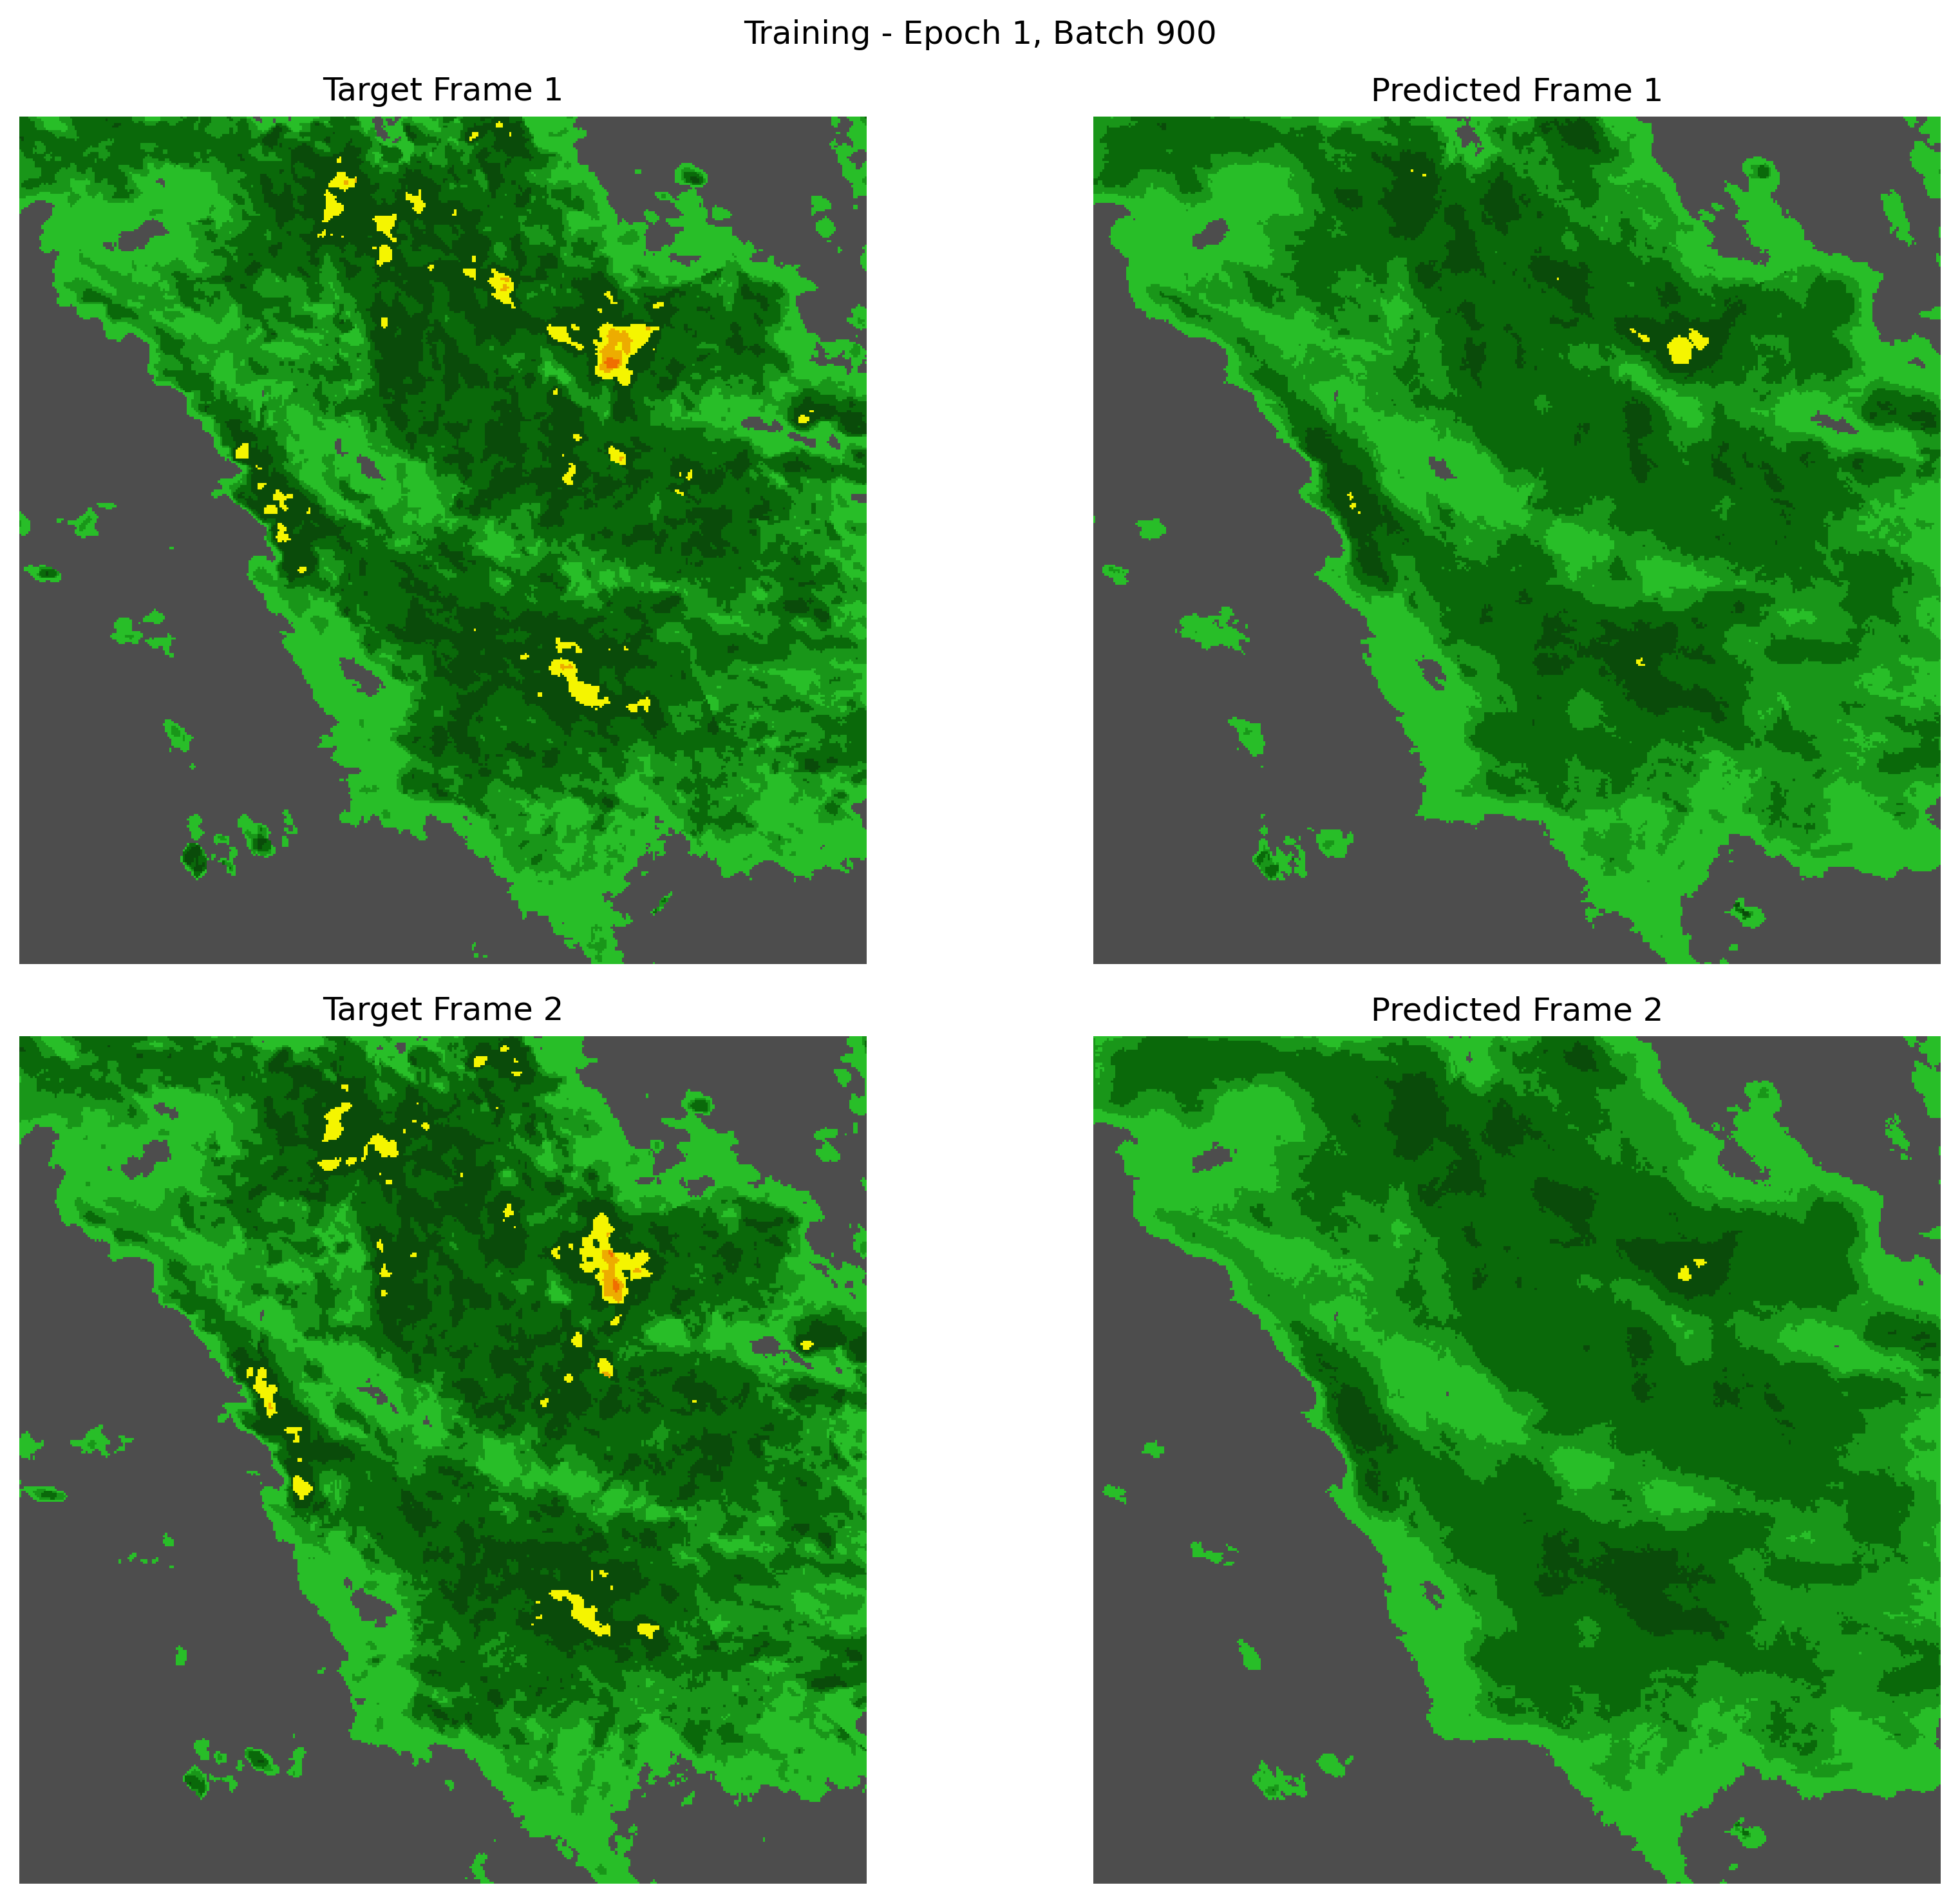 Training - Epoch 1, Batch 900
Target Frame 1
Predicted Frame 1
Target Frame 2
Predicted Frame 2